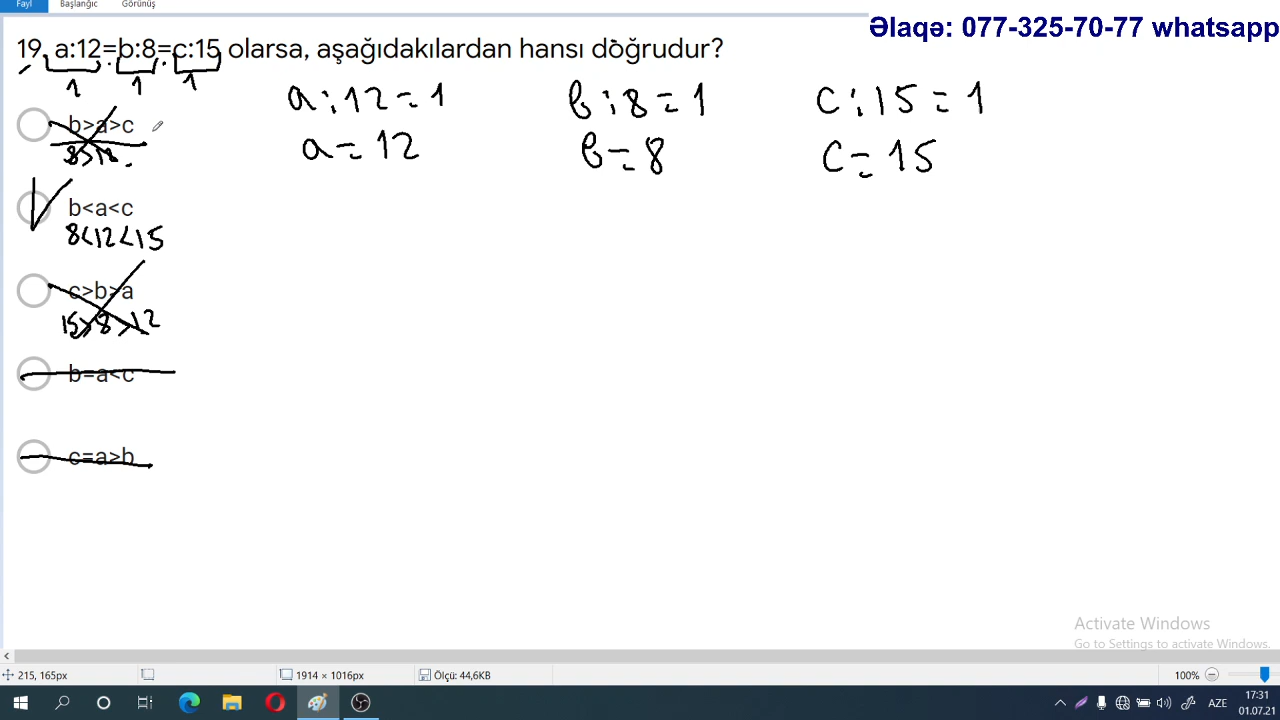 Fayl Başlanğıc Görünüş
Əlaqə: 077-325-70-77 whatsapp
19. a:12=b:8=c:15 olarsa, aşağıdakılardan hansı doğrudur?
1 1 1
a:12=1 b:8=1 c:15=1
b>a>c
a=12 b=8 c=15
8>12
b<a<c
8<12<15
c>b>a
15>8>12
b=a<c
c=a>b
Activate Windows
Go to Settings to activate Windows.
215, 165px 1914 × 1016px Ölçü: 44,6KB 100%
AZE 17:31
01.07.21